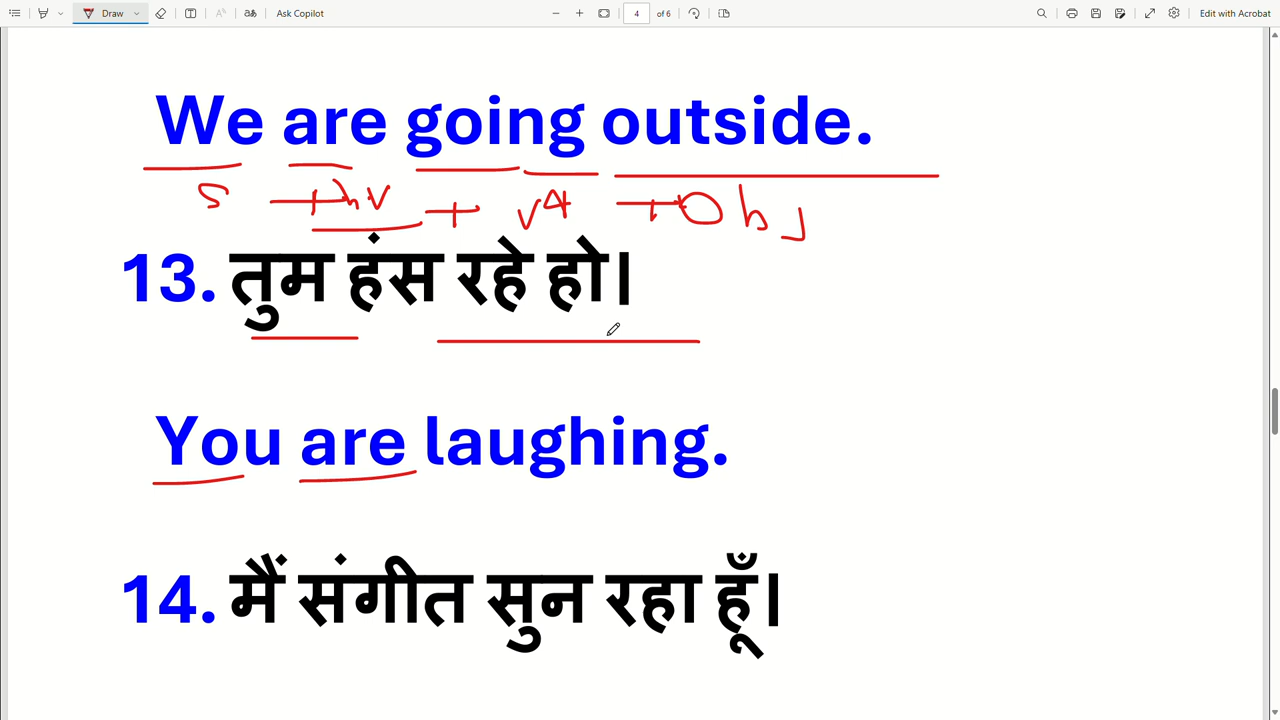 Draw
Ask Copilot
4 of 6
Edit with Acrobat
We are going outside.
S + hv + v4 + Obj
13. तुम हंस रहे हो।
You are laughing.
14. मैं संगीत सुन रहा हूँ।